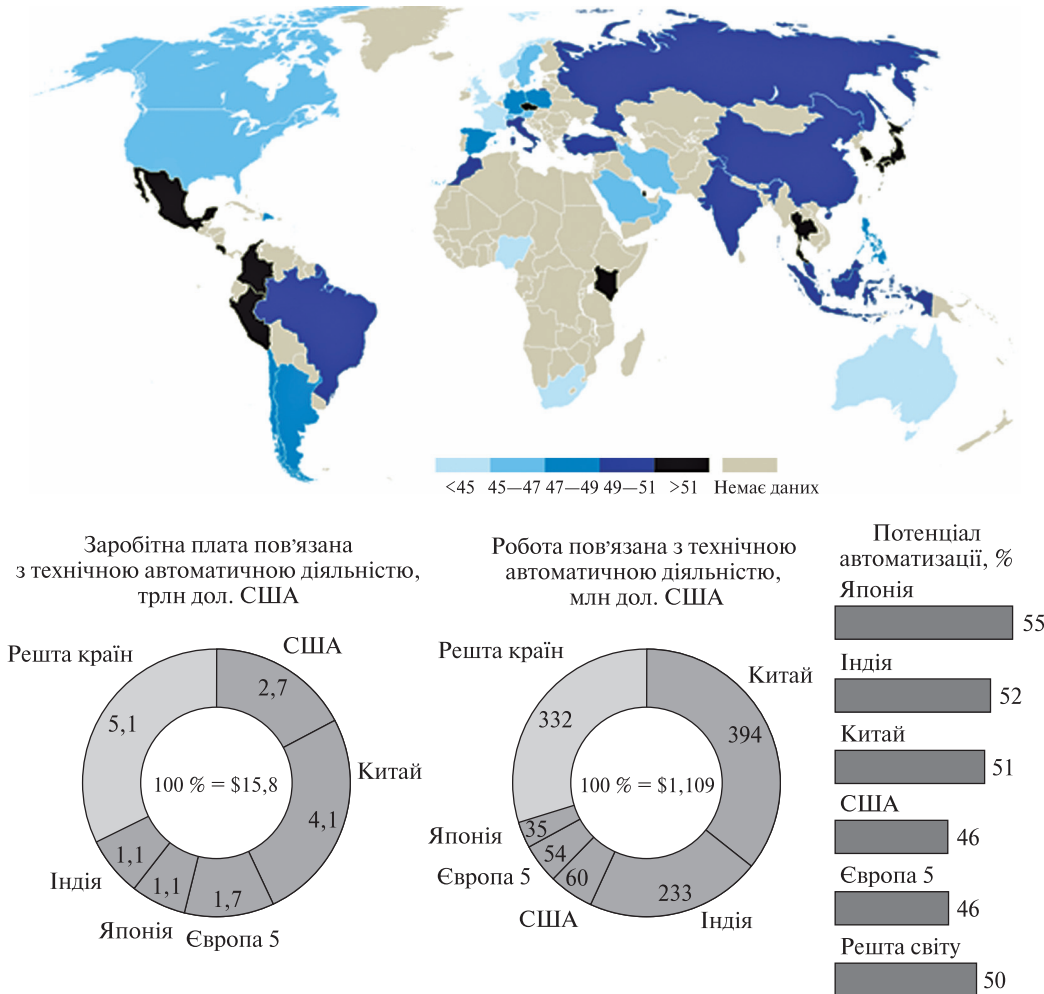 <45 45—47 47—49 49—51 >51 Немає даних
Заробітна плата пов’язана
з технічною автоматичною діяльністю,
трлн дол. США
Решта країн
США
2,7
5,1
100 % = $15,8
Китай
4,1
1,1
Індія
1,1
1,7
Японія
Європа 5
Робота пов’язана з технічною
автоматичною діяльністю,
млн дол. США
Решта країн
Китай
332
394
100 % = $1,109
Японія
35
54
Європа 5
60
233
США
Індія
Потенціал
автоматизації, %
Японія
55
Індія
52
Китай
51
США
46
Європа 5
46
Решта світу
50